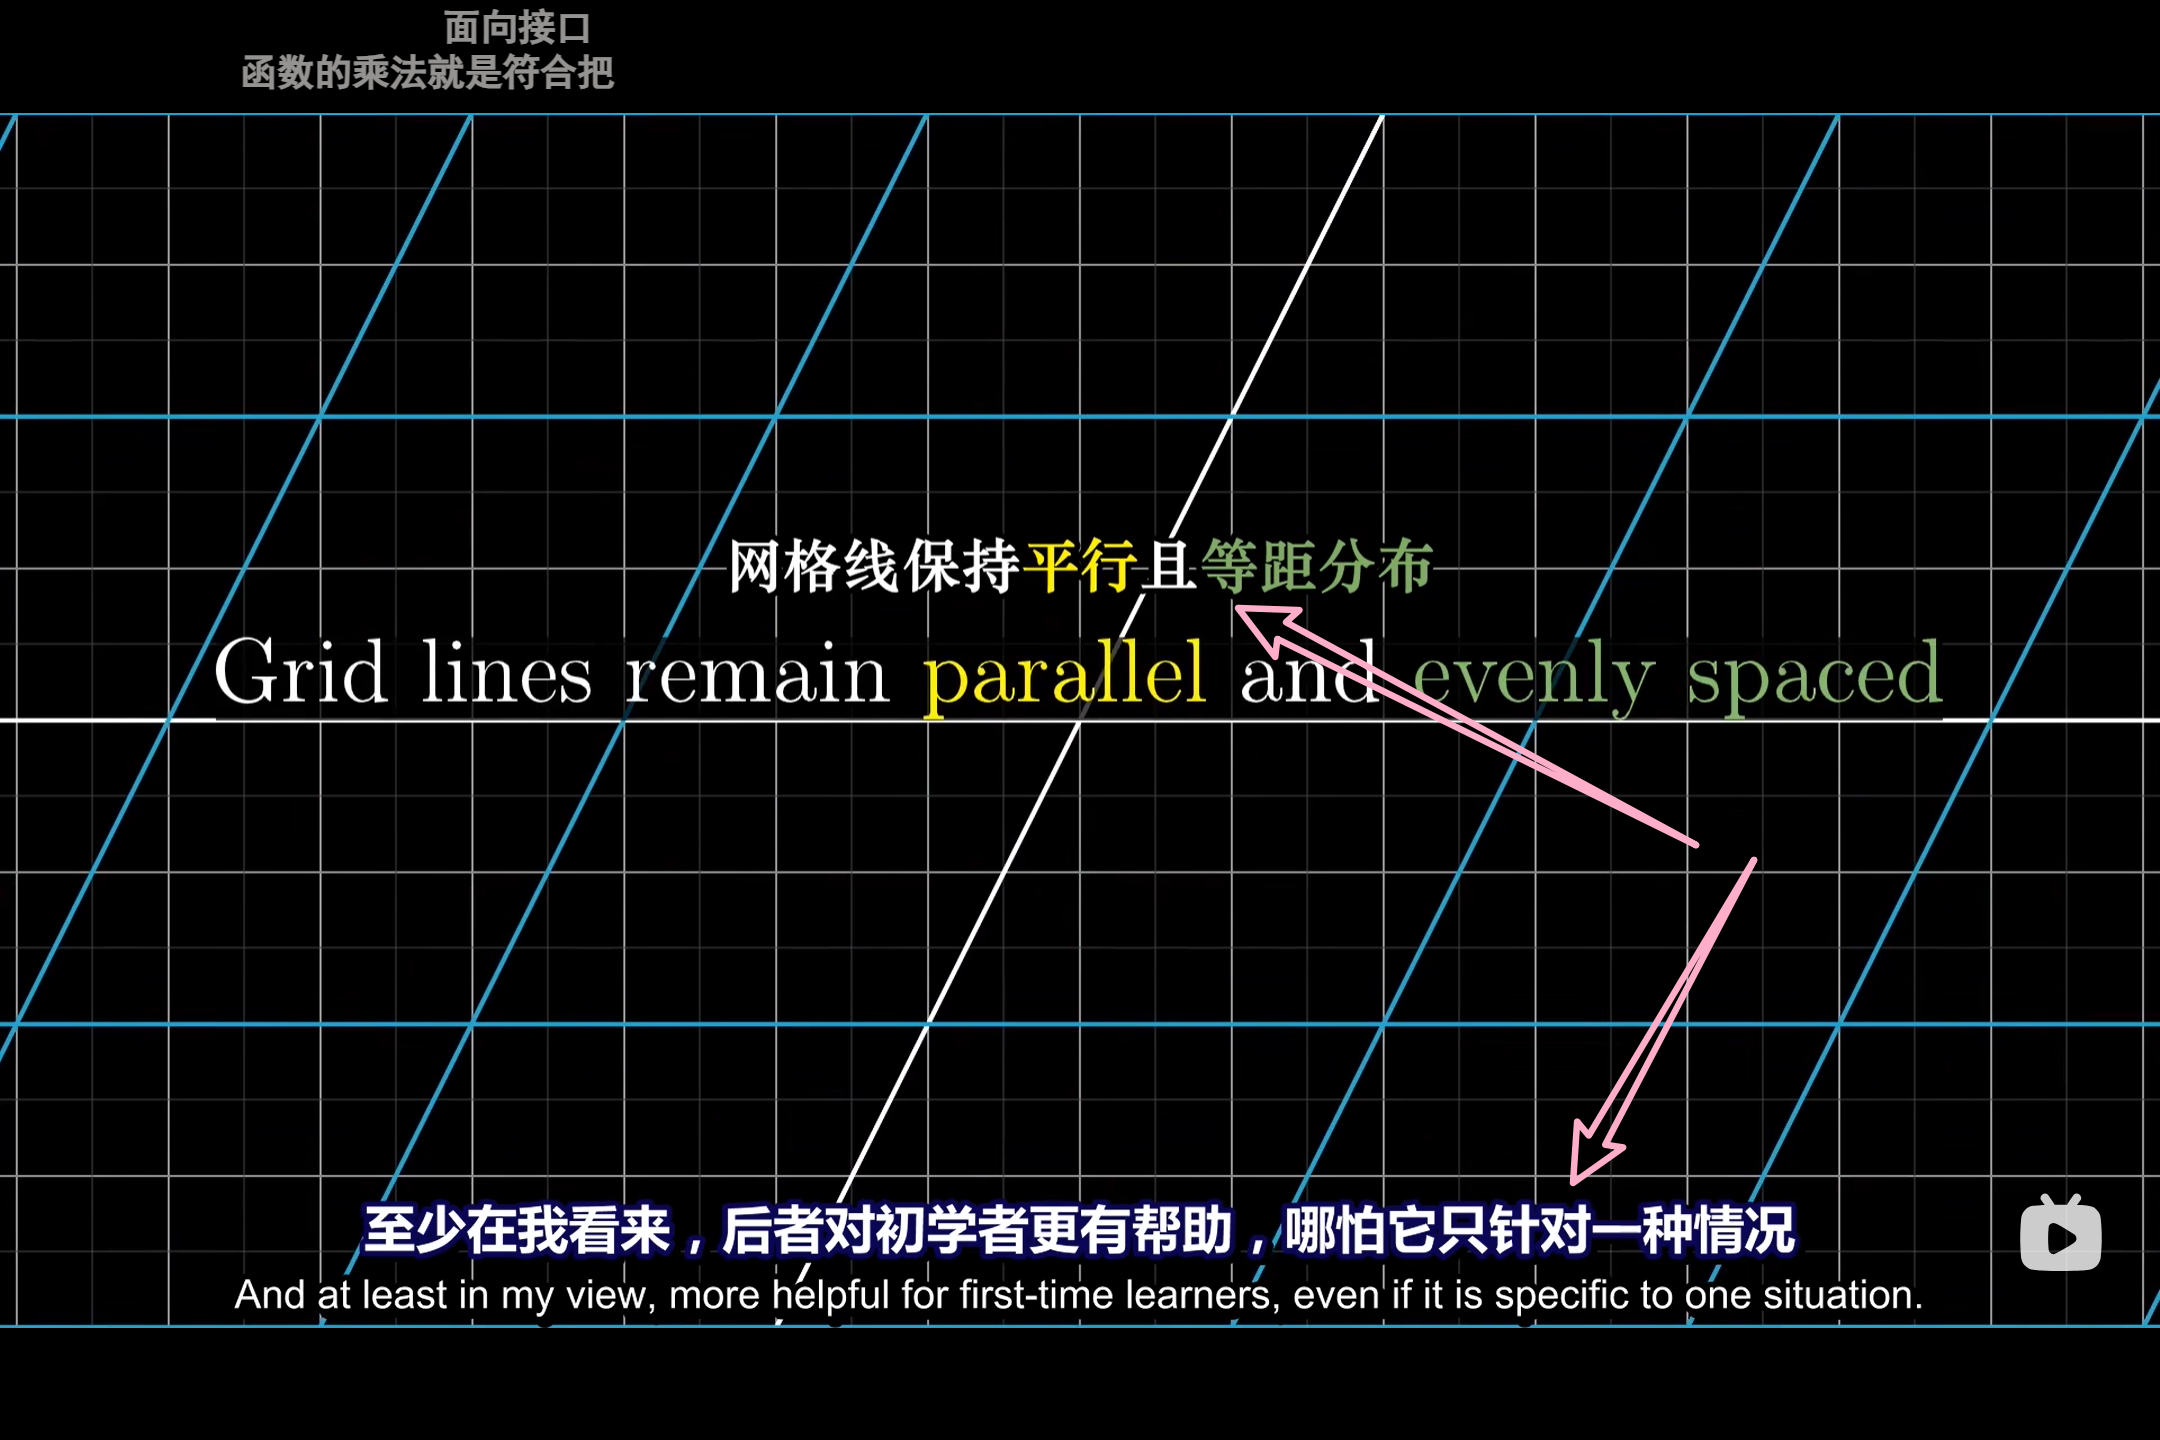 面向接口
函数的乘法就是符合把
网格线保持平行且等距分布
Grid lines remain parallel and evenly spaced
至少在我看来，后者对初学者更有帮助，哪怕它只针对一种情况
And at least in my view, more helpful for first-time learners, even if it is specific to one situation.